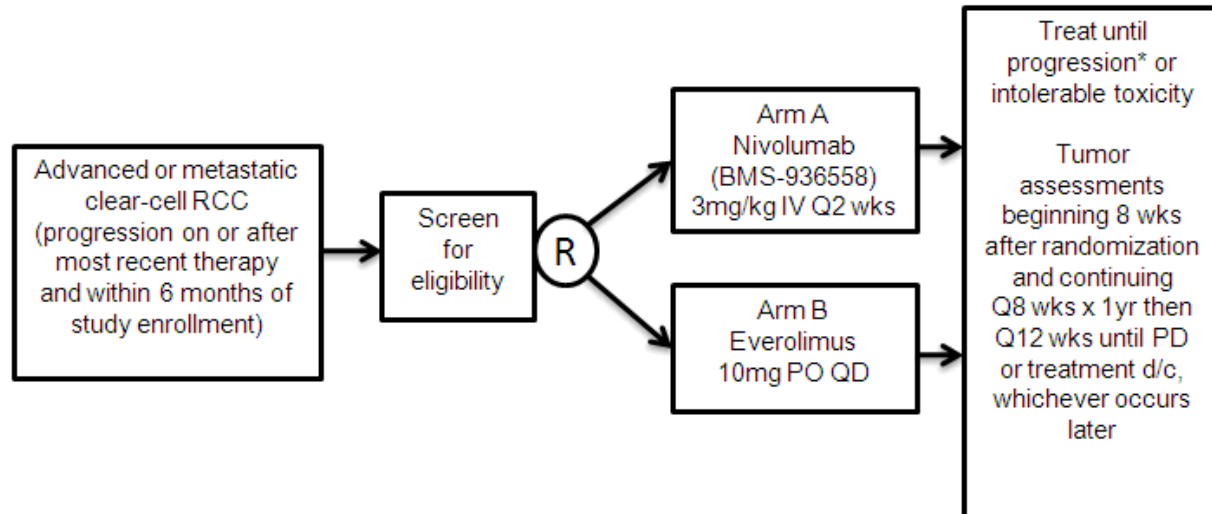 Advanced or metastatic
clear-cell RCC
(progression on or after
most recent therapy
and within 6 months of
study enrollment)
Screen
for
eligibility
R
Arm A
Nivolumab
(BMS-936558)
3mg/kg IV Q2 wks
Arm B
Everolimus
10mg PO QD
Treat until
progression* or
intolerable toxicity
Tumor
assessments
beginning 8 wks
after randomization
and continuing
Q8 wks x 1yr then
Q12 wks until PD
or treatment d/c,
whichever occurs
later